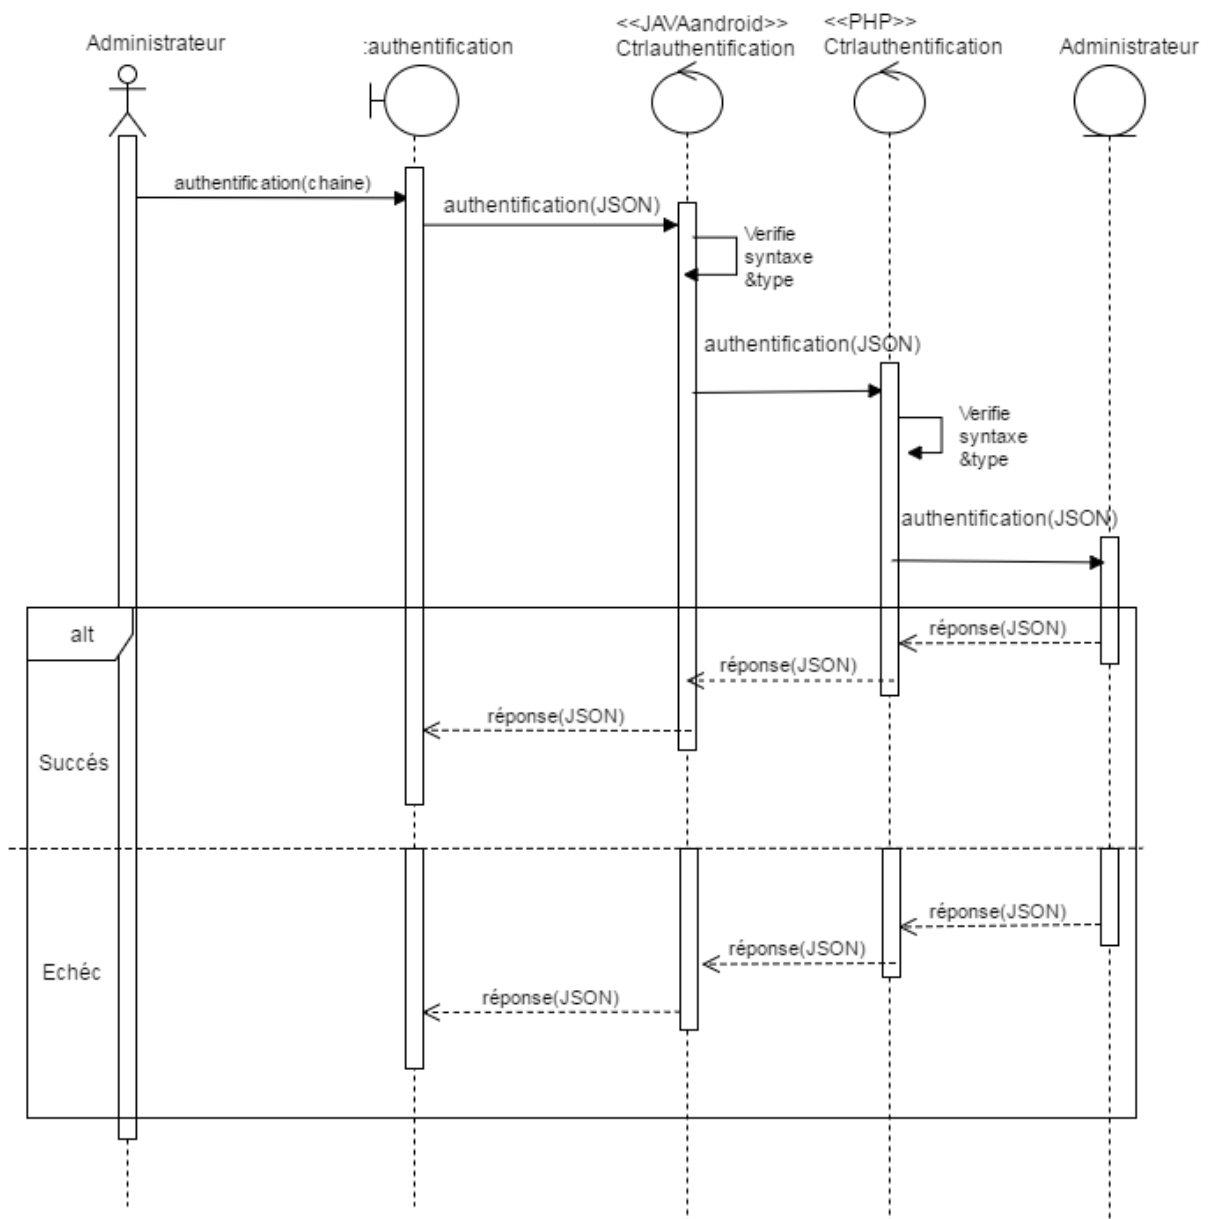 Administrateur
:authentification
<<JAVAandroid>>
Ctrlauthentification
<<PHP>>
Ctrlauthentification
Administrateur
authentification(chaine)
authentification(JSON)
Verifie
syntaxe
&type
authentification(JSON)
Verifie
syntaxe
&type
authentification(JSON)
alt
réponse(JSON)
réponse(JSON)
réponse(JSON)
Succés
réponse(JSON)
réponse(JSON)
Echéc
réponse(JSON)